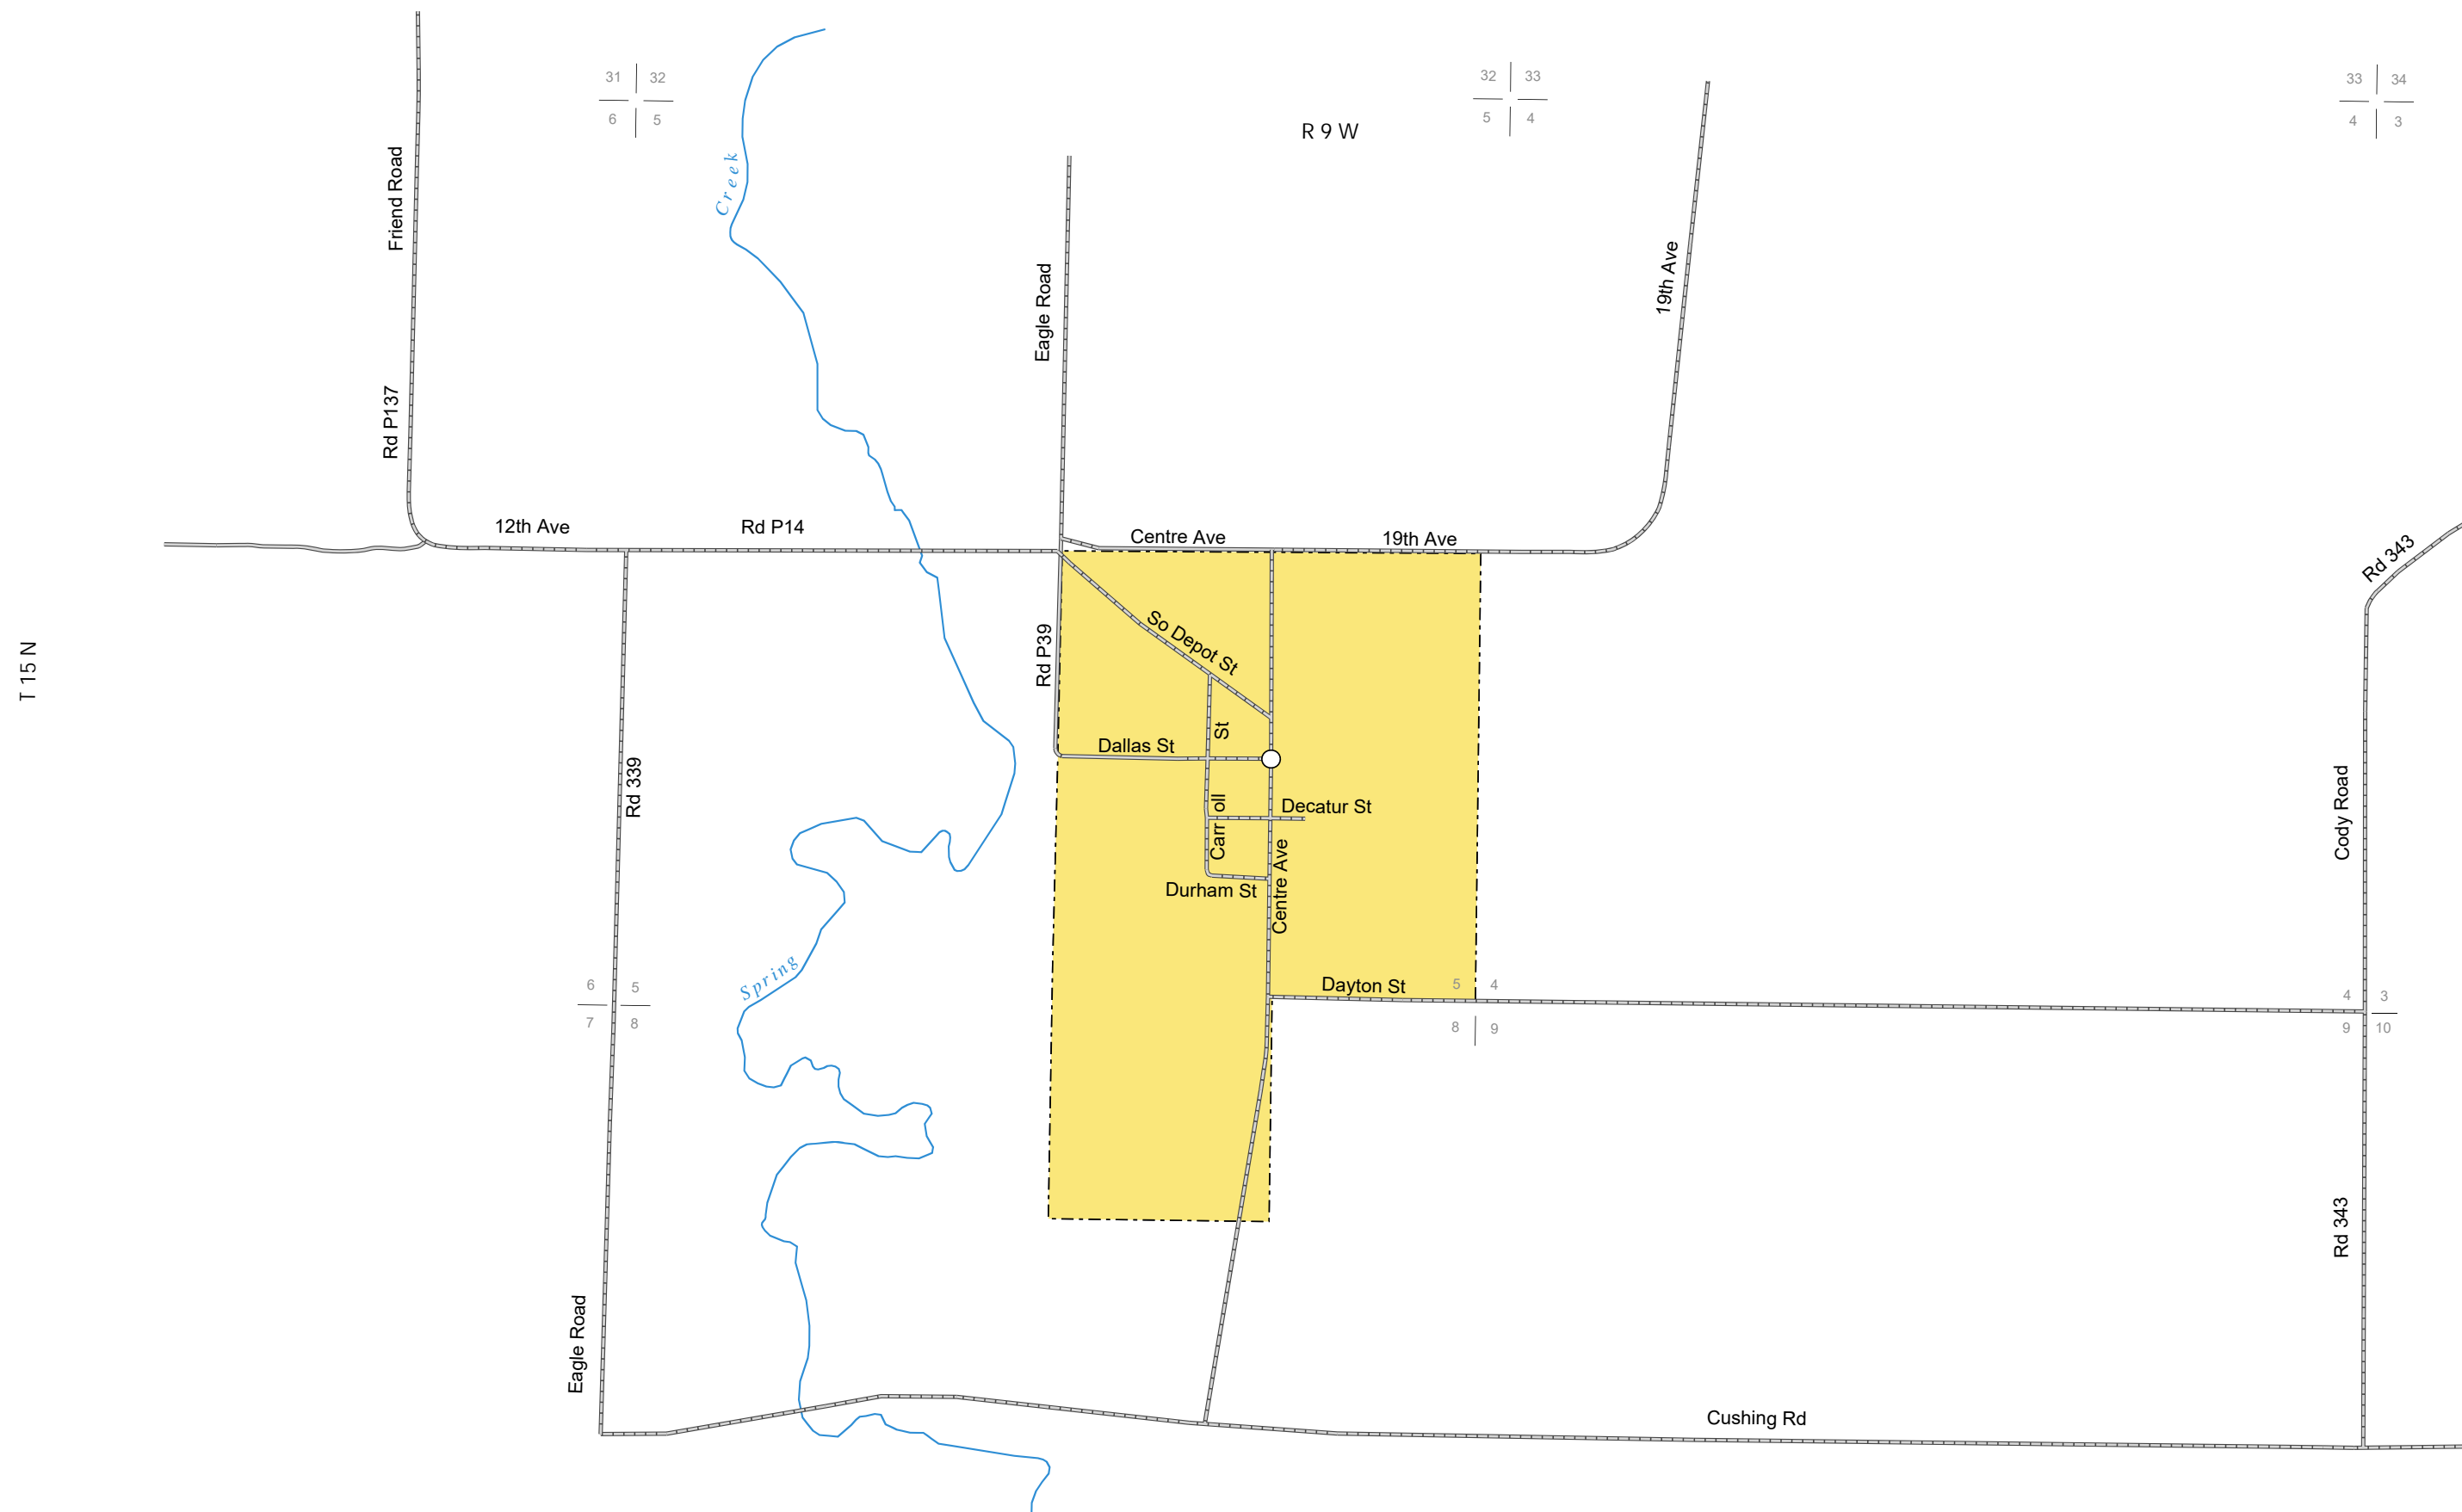 31 32
6 5
32 33
5 4
33 34
4 3
R 9 W
Creek
Friend Road
Eagle Road
19th Ave
Rd P137
12th Ave
Rd P14
Centre Ave
19th Ave
Rd 343
T 15 N
Rd P39
So Depot St
St
Dallas St
Rd 339
Carr oll
Decatur St
Cody Road
Centre Ave
Durham St
Spring
6 5
7 8
Dayton St
5 4
8 9
4 3
9 10
Rd 343
Eagle Road
Cushing Rd